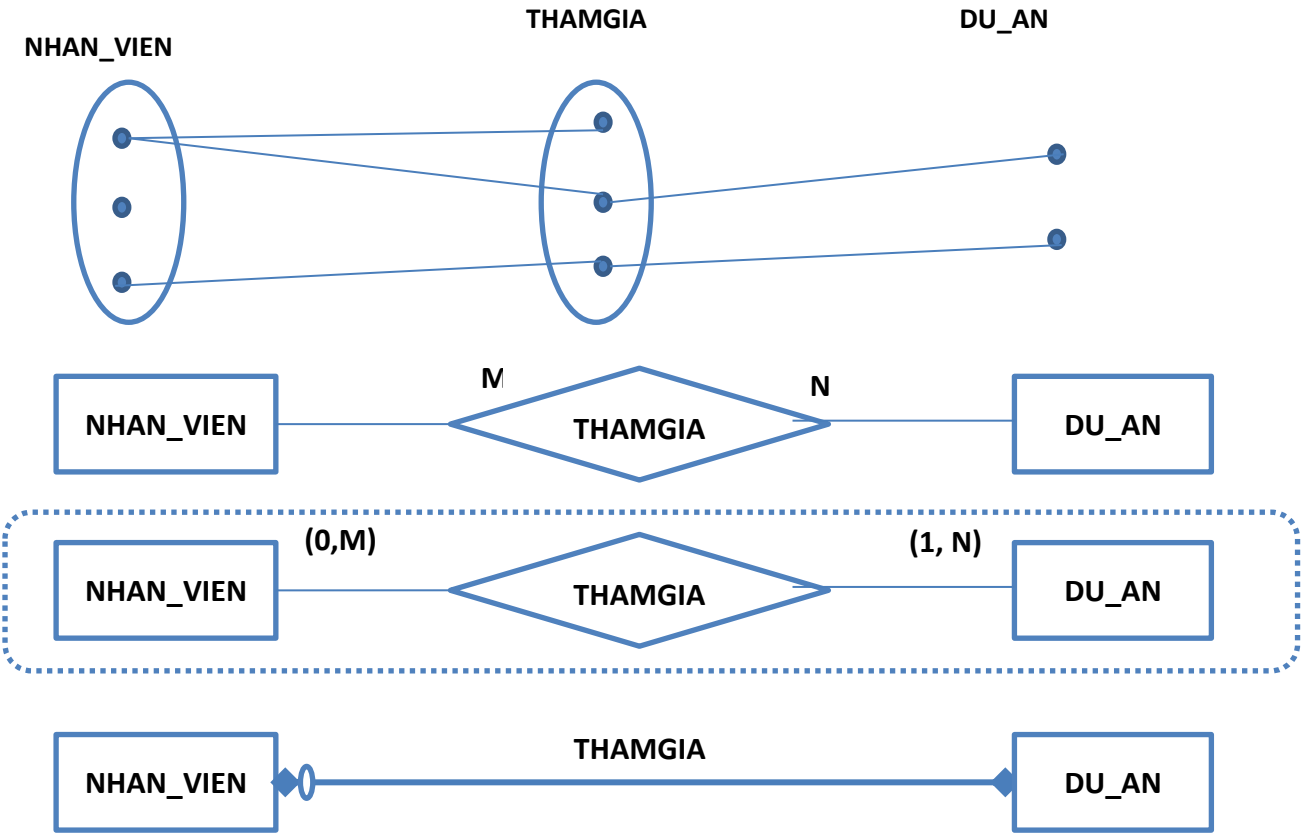 THAMGIA
DU_AN
NHAN_VIEN
M
N
NHAN_VIEN
THAMGIA
DU_AN
(0,M)
(1, N)
NHAN_VIEN
THAMGIA
DU_AN
THAMGIA
NHAN_VIEN
DU_AN